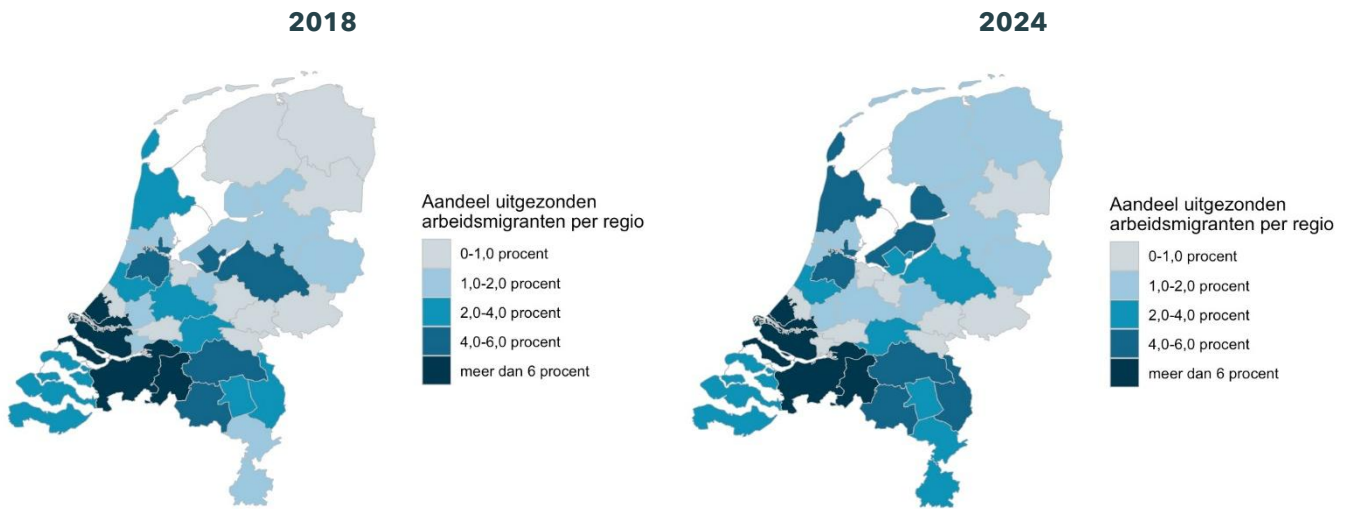 2018
2024
Aandeel uitgezonden
arbeidsmigranten per regio
0-1,0 procent
1,0-2,0 procent
2,0-4,0 procent
4,0-6,0 procent
meer dan 6 procent
Aandeel uitgezonden
arbeidsmigranten per regio
0-1,0 procent
1,0-2,0 procent
2,0-4,0 procent
4,0-6,0 procent
meer dan 6 procent